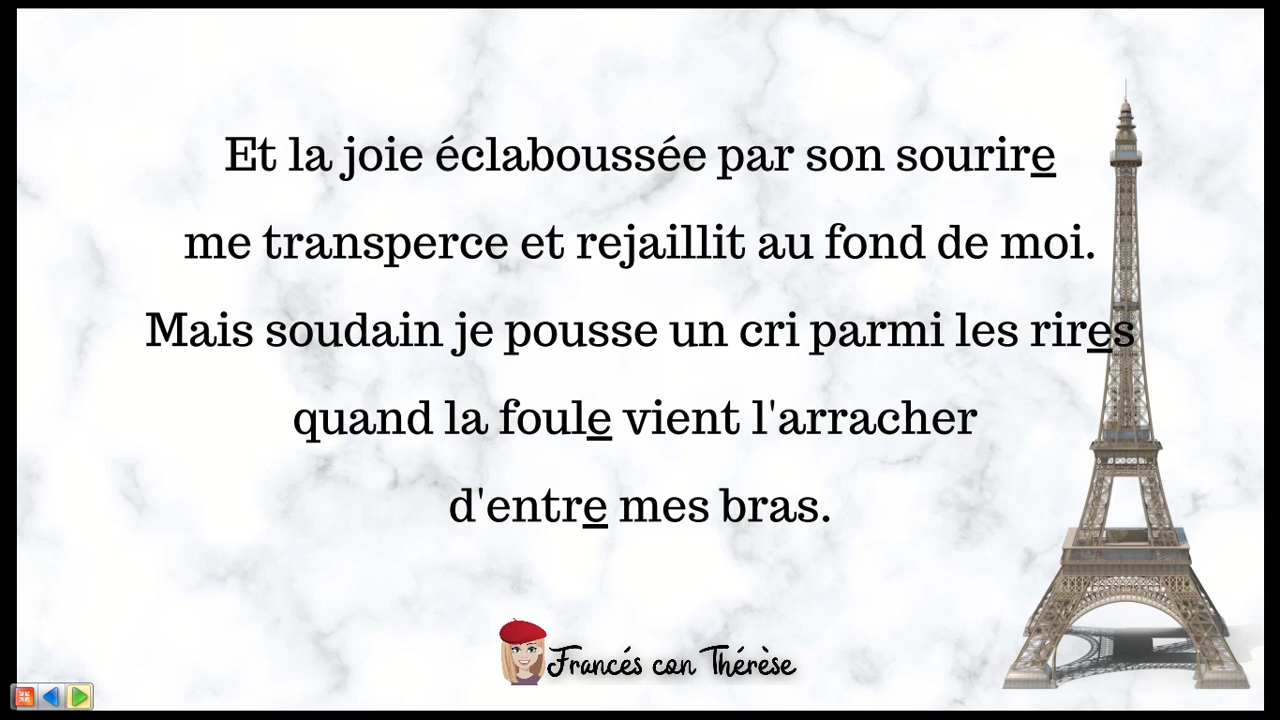 Et la joie éclaboussée par son sourire
me transperce et rejaillit au fond de moi.
Mais soudain je pousse un cri parmi les rires
quand la foule vient l'arracher
d'entre mes bras.
Francés con Thérèse